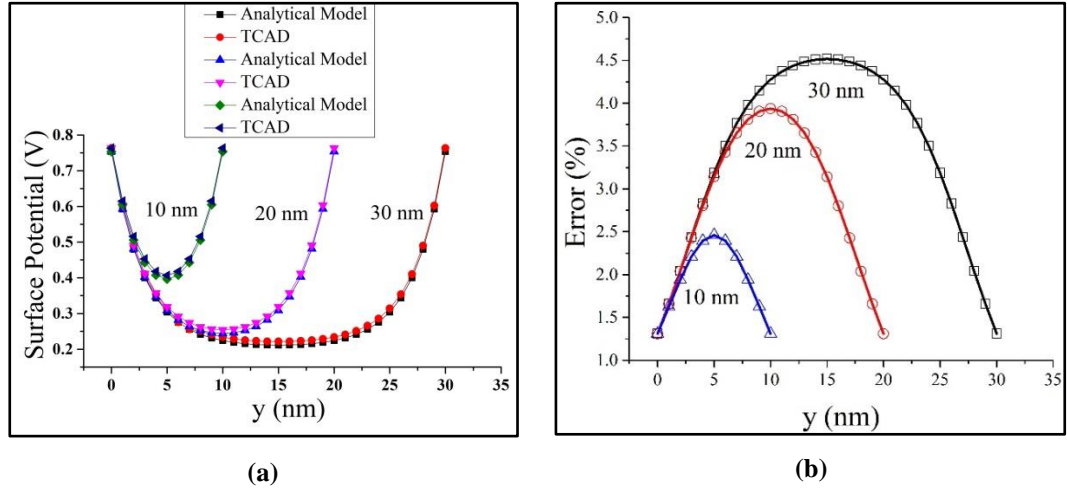 Analytical Model
TCAD
Analytical Model
TCAD
Analytical Model
TCAD
Surface Potential (V)
0.8
0.7
0.6
0.5
0.4
0.3
0.2
10 nm
20 nm
30 nm
0 5 10 15 20 25 30 35
y (nm)
(a)
Error (%)
5.0
4.5
4.0
3.5
3.0
2.5
2.0
1.5
1.0
30 nm
20 nm
10 nm
0 5 10 15 20 25 30 35
y (nm)
(b)